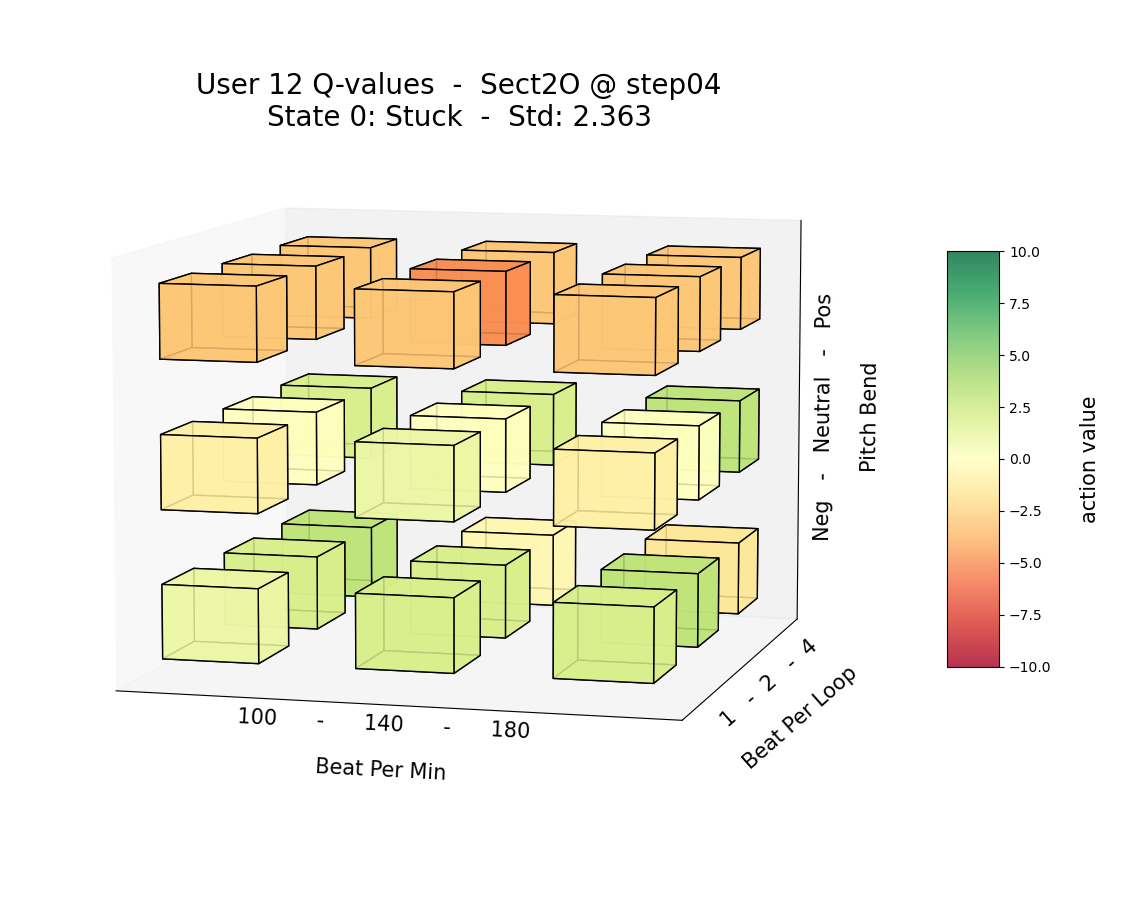 User 12 Q-values  -  Sect2O @ step04
State 0: Stuck  -  Std: 2.363
Neg   -   Neutral   -   Pos
Pitch Bend
1  -  2  -  4
Beat Per Loop
100      -      140      -      180
Beat Per Min
10.0
7.5
5.0
2.5
0.0
−2.5
−5.0
−7.5
−10.0
action value